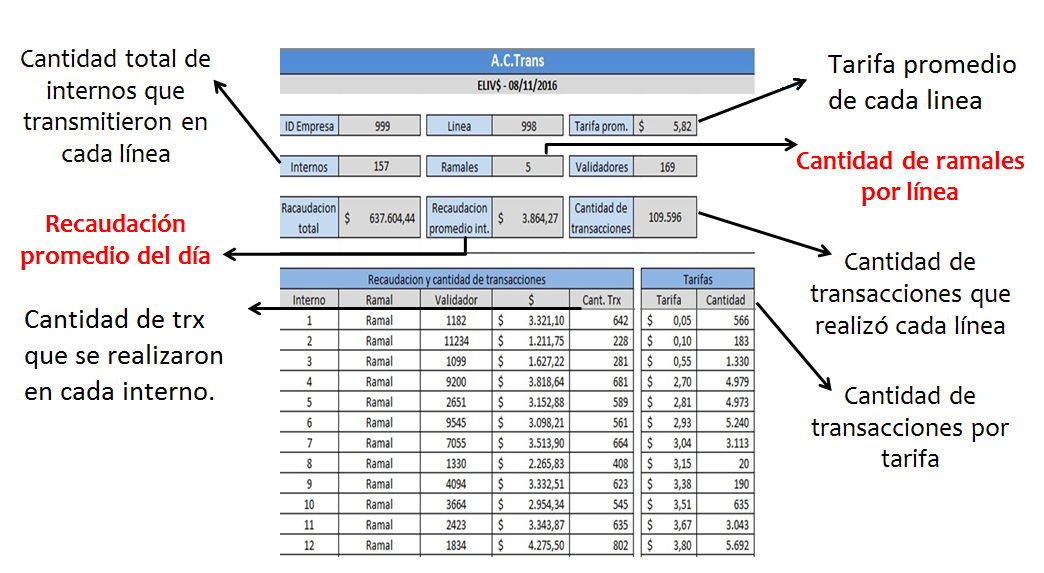 Cantidad total de
internos que
transmitieron en
cada línea
Recaudación
promedio del día
Cantidad de trx
que se realizaron
en cada interno.
A.C.Trans
ELIV$ - 08/11/2016
ID Empresa 999 Linea 998 Tarifa prom. $ 5,82
Internos 157 Ramales 5 Validadores 169
Racaudacion total $ 637.604,44 Recaudacion promedio int. $ 3.864,27 Cantidad de transacciones 109.596
Recaudacion y cantidad de transacciones Tarifas
Interno Ramal Validador $ Cant. Trx Tarifa Cantidad
1 Ramal 1182 $ 3.321,10 642 $ 0,05 566
2 Ramal 11234 $ 1.211,75 228 $ 0,10 183
3 Ramal 1099 $ 1.627,22 281 $ 0,55 1.330
4 Ramal 9200 $ 3.818,64 681 $ 2,70 4.979
5 Ramal 2651 $ 3.152,88 589 $ 2,81 4.973
6 Ramal 9545 $ 3.098,21 561 $ 2,93 5.240
7 Ramal 7055 $ 3.513,90 664 $ 3,04 3.113
8 Ramal 1330 $ 2.265,83 408 $ 3,15 20
9 Ramal 4094 $ 3.332,51 623 $ 3,38 190
10 Ramal 3664 $ 2.954,34 545 $ 3,51 635
11 Ramal 2423 $ 3.343,87 635 $ 3,67 3.043
12 Ramal 1834 $ 4.275,50 802 $ 3,80 5.692
Tarifa promedio
de cada linea
Cantidad de ramales
por línea
Cantidad de
transacciones que
realizó cada línea
Cantidad de
transacciones por
tarifa